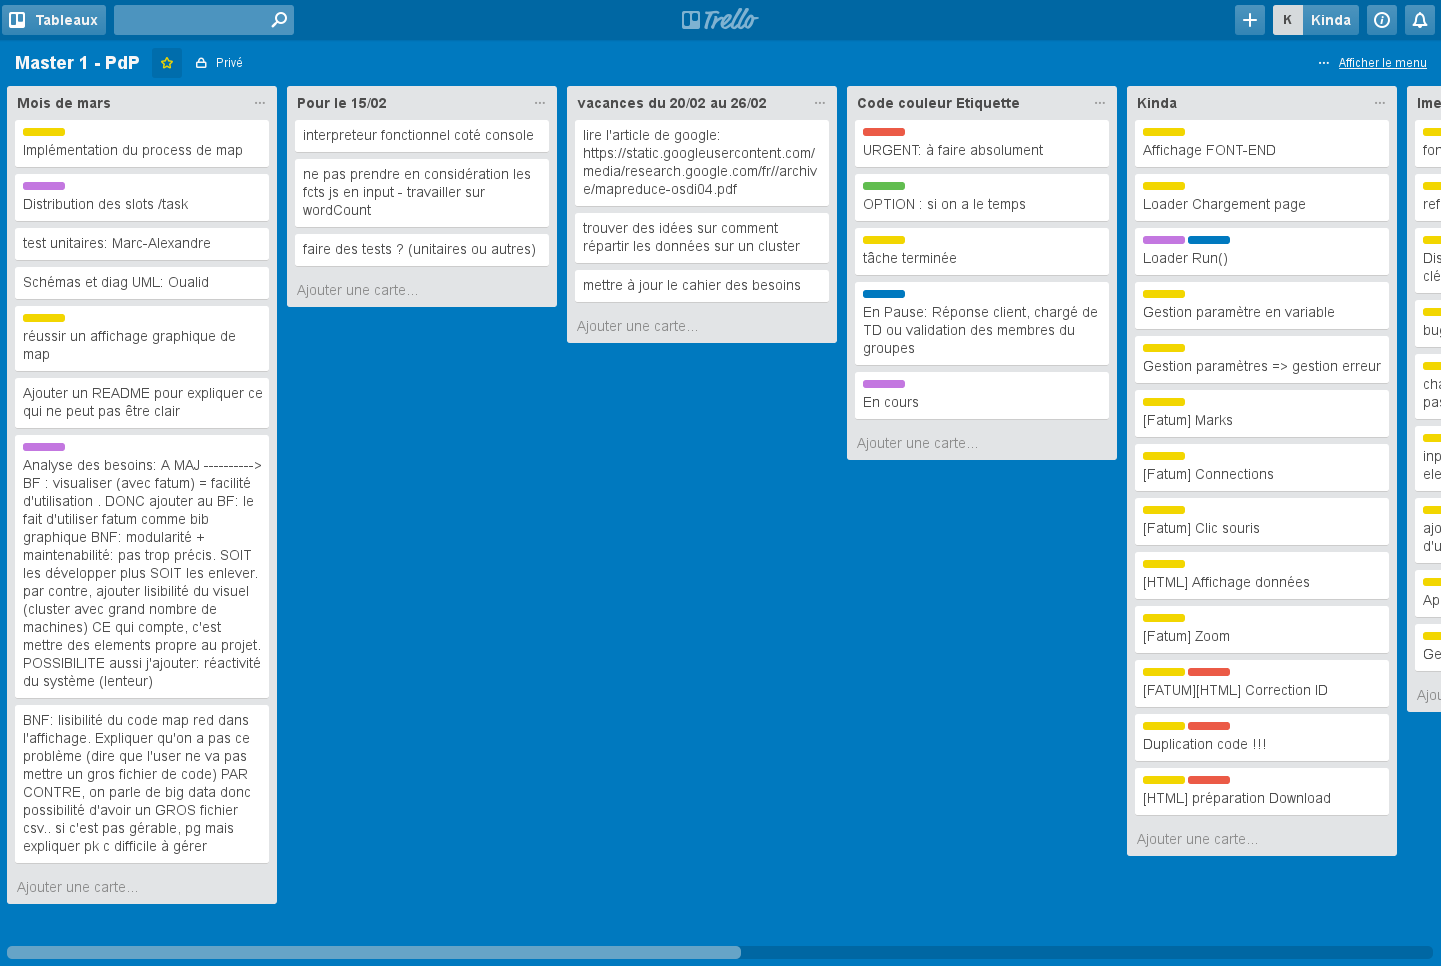 Tableaux
Trello
K
Kinda
Master 1 - PdP
Privé
Afficher le menu
Mois de mars
Implémentation du process de map
Distribution des slots /task
test unitaires: Marc-Alexandre
Schémas et diag UML: Oualid
réussir un affichage graphique de
map
Ajouter un README pour expliquer ce
qui ne peut pas être clair
Analyse des besoins: A MAJ ---------->
BF : visualiser (avec fatum) = facilité
d'utilisation . DONC ajouter au BF: le
fait d'utiliser fatum comme bib
graphique BNF: modularité +
maintenabilité: pas trop précis. SOIT
les développer plus SOIT les enlever.
par contre, ajouter lisibilité du visuel
(cluster avec grand nombre de
machines) CE qui compte, c'est
mettre des elements propre au projet.
POSSIBILITE aussi j'ajouter: réactivité
du système (lenteur)
BNF: lisibilité du code map red dans
l'affichage. Expliquer qu'on a pas ce
problème (dire que l'user ne va pas
mettre un gros fichier de code) PAR
CONTRE, on parle de big data donc
possibilité d'avoir un GROS fichier
csv.. si c'est pas gérable, pg mais
expliquer pk c difficile à gérer
Ajouter une carte...
Pour le 15/02
interpreteur fonctionnel coté console
ne pas prendre en considération les
fcts js en input - travailler sur
wordCount
faire des tests ? (unitaires ou autres)
Ajouter une carte...
vacances du 20/02 au 26/02
lire l'article de google:
https://static.googleusercontent.com/
media/research.google.com/fr//archiv
e/mapreduce-osdi04.pdf
trouver des idées sur comment
répartir les données sur un cluster
mettre à jour le cahier des besoins
Ajouter une carte...
Code couleur Etiquette
URGENT: à faire absolument
OPTION : si on a le temps
tâche terminée
En Pause: Réponse client, chargé de
TD ou validation des membres du
groupes
En cours
Ajouter une carte...
Kinda
Affichage FONT-END
Loader Chargement page
Loader Run()
Gestion paramètre en variable
Gestion paramètres => gestion erreur
[Fatum] Marks
[Fatum] Connections
[Fatum] Clic souris
[HTML] Affichage données
[Fatum] Zoom
[FATUM][HTML] Correction ID
Duplication code !!!
[HTML] préparation Download
Ajouter une carte...
Ime
fon
ref
Dis
clé
bug
cha
pas
inp
ele
ajo
d'u
Ap
Ge
Ajou